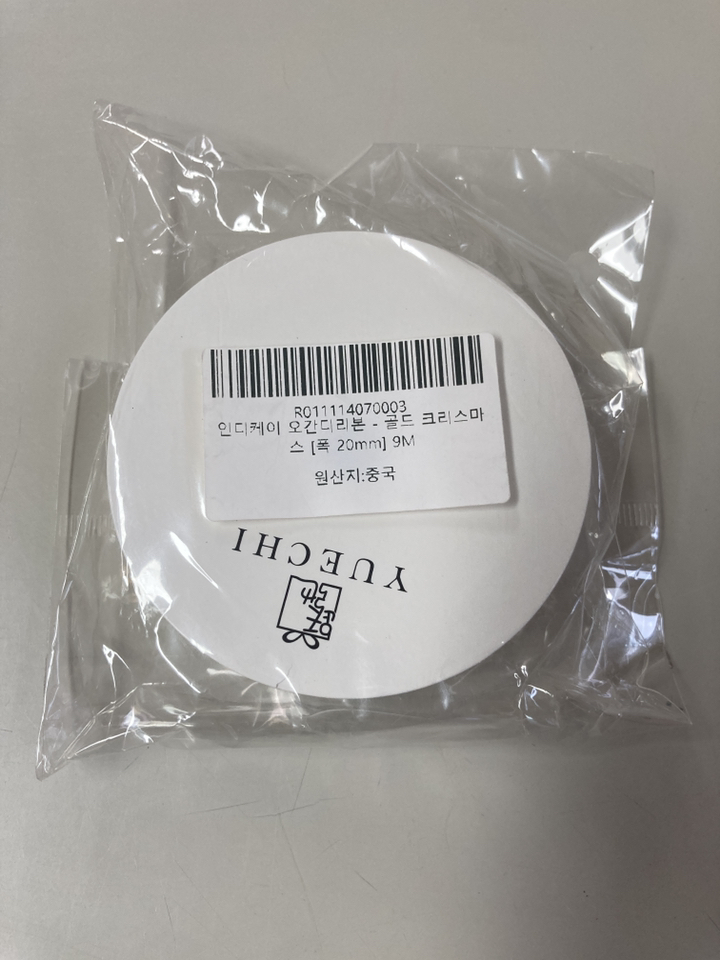 R011114070003
인디케이 오간디리본 - 골드 크리스마
스 [폭 20mm] 9M
원산지:중국
YUECHI